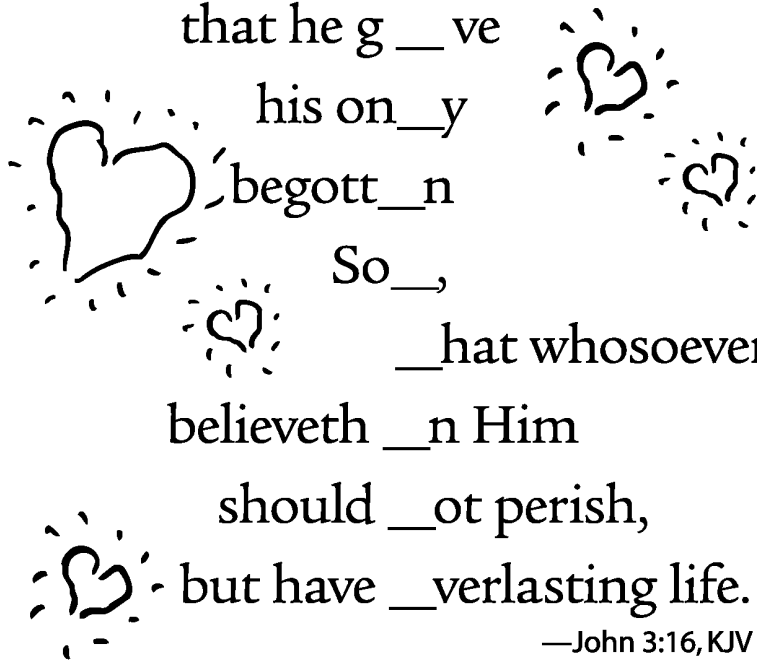 that he g __ ve
his on__y
begott__n
So__,
__hat whosoever
believeth __n Him
should __ot perish,
but have __verlasting life.
—John 3:16, KJV